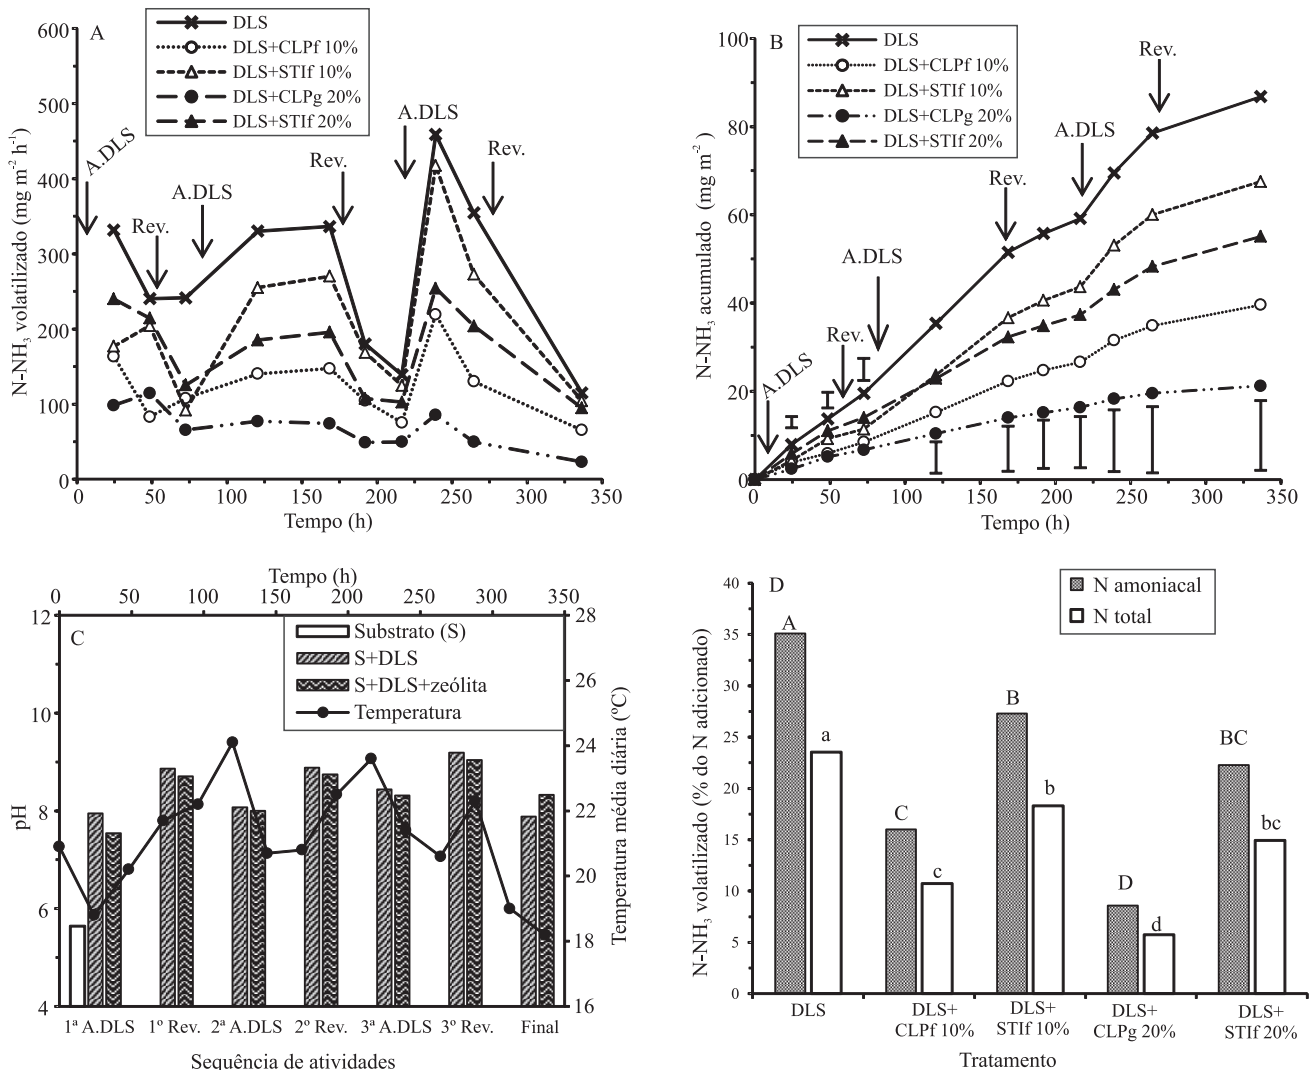 A
DLS
DLS+CLPf 10%
DLS+STIf 10%
DLS+CLPg 20%
DLS+STIf 20%
N-NH3 volatilizado (mg m-2 h-1)
600
500
400
300
200
100
0
A.DLS
Rev.
A.DLS
Rev.
A.DLS
Rev.
0 50 100 150 200 250 300 350
Tempo (h)
B
DLS
DLS+CLPf 10%
DLS+STIf 10%
DLS+CLPg 20%
DLS+STIf 20%
N-NH3 acumulado (mg m-2)
100
80
60
40
20
0
A.DLS
Rev.
A.DLS
Rev.
A.DLS
Rev.
0 50 100 150 200 250 300 350
Tempo (h)
Tempo (h)
0 50 100 150 200 250 300 350
C
Substrato (S)
S+DLS
S+DLS+zeólita
Temperatura
pH
12
10
8
6
4
Temperatura média diária (ºC)
28
26
24
22
20
18
16
1ª A.DLS 1º Rev. 2ª A.DLS 2º Rev. 3ª A.DLS 3º Rev. Final
Sequência de atividades
D
N amoniacal
N total
N-NH3 volatilizado (% do N adicionado)
40
35
30
25
20
15
10
5
0
A
a
C
c
B
b
D
d
BC
bc
DLS
DLS+
CLPf 10%
DLS+
STIf 10%
DLS+
CLPg 20%
DLS+
STIf 20%
Tratamento